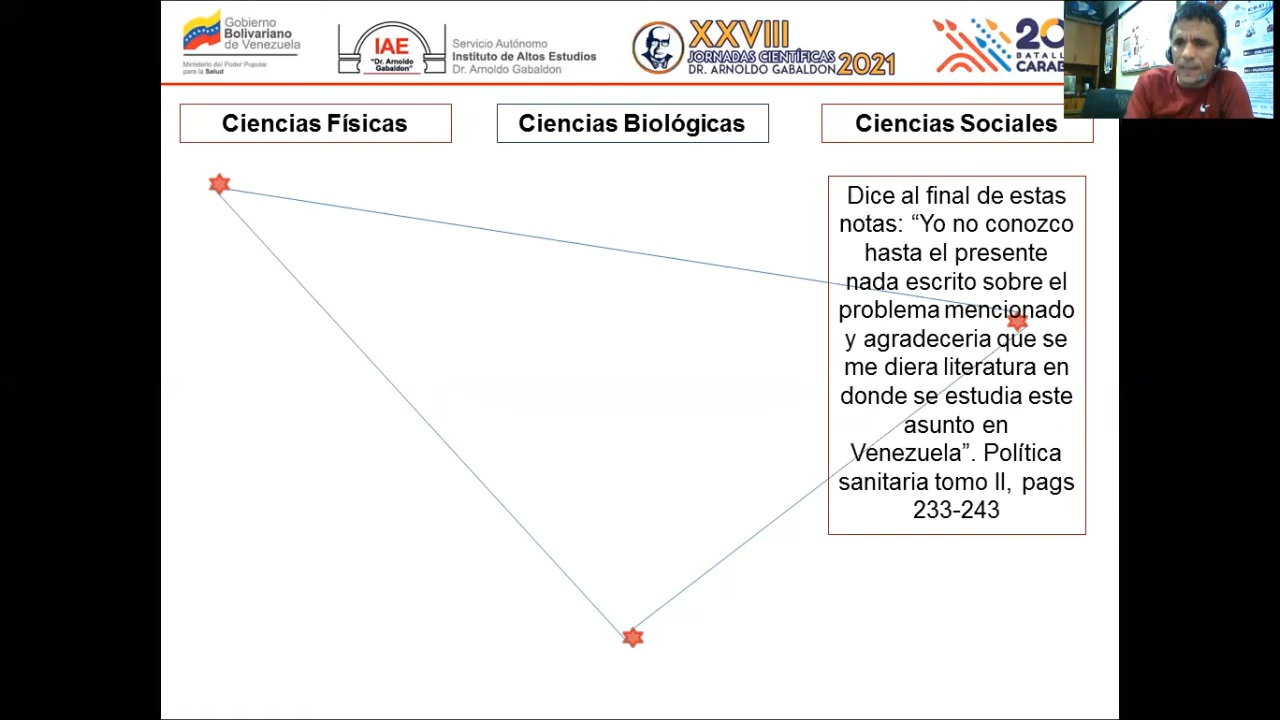 Gobierno
Bolivariano
de Venezuela
Ministerio del Poder Popular
para la Salud
IAE
"Dr. Arnoldo
Gabaldon"
Servicio Autónomo
Instituto de Altos Estudios
Dr. Arnoldo Gabaldon
XXVIII
JORNADAS CIENTÍFICAS
DR. ARNOLDO GABALDON 2021
Ciencias Físicas
Ciencias Biológicas
Ciencias Sociales
Dice al final de estas
notas: “Yo no conozco
hasta el presente
nada escrito sobre el
problema mencionado
y agradeceria que se
me diera literatura en
donde se estudia este
asunto en
Venezuela”. Política
sanitaria tomo II, pags
233-243